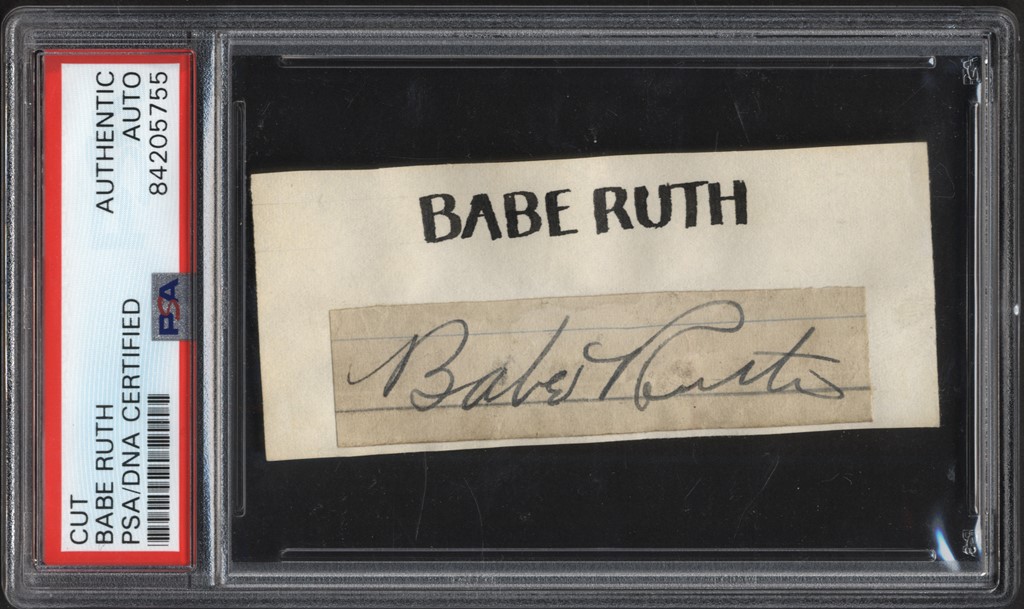 CUT
BABE RUTH
PSA/DNA CERTIFIED
AUTHENTIC
AUTO
84205755
PSA
BABE RUTH
Babe Ruth